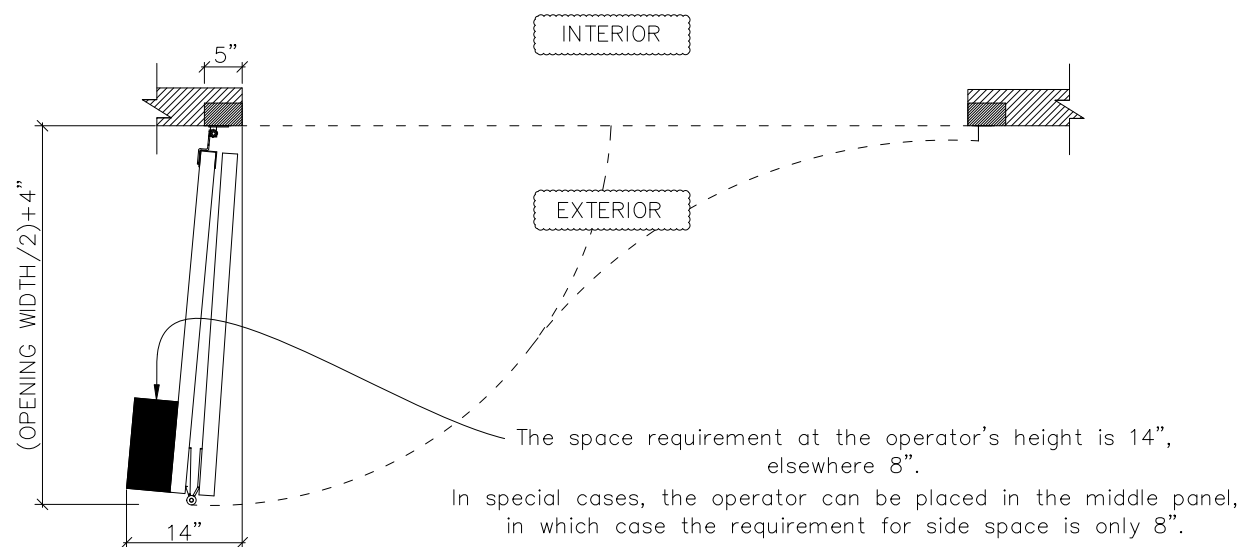 INTERIOR
5”
EXTERIOR
(OPENING WIDTH/2)+4”
The space requirement at the operator’s height is 14”,
elsewhere 8”.
In special cases, the operator can be placed in the middle panel,
in which case the requirement for side space is only 8”.
14”